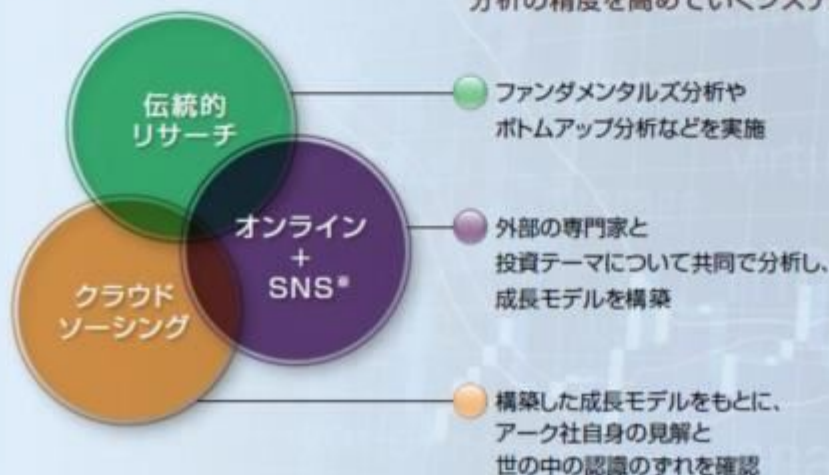 分析の精度を高めていくシステ
伝統的
リサーチ
ファンダメンタルズ分析や
ボトムアップ分析などを実施
オンライン
+
SNS※
外部の専門家と
投資テーマについて共同で分析し、
成長モデルを構築
クラウド
ソーシング
構築した成長モデルをもとに、
アーク社自身の見解と
世の中の認識のずれを確認